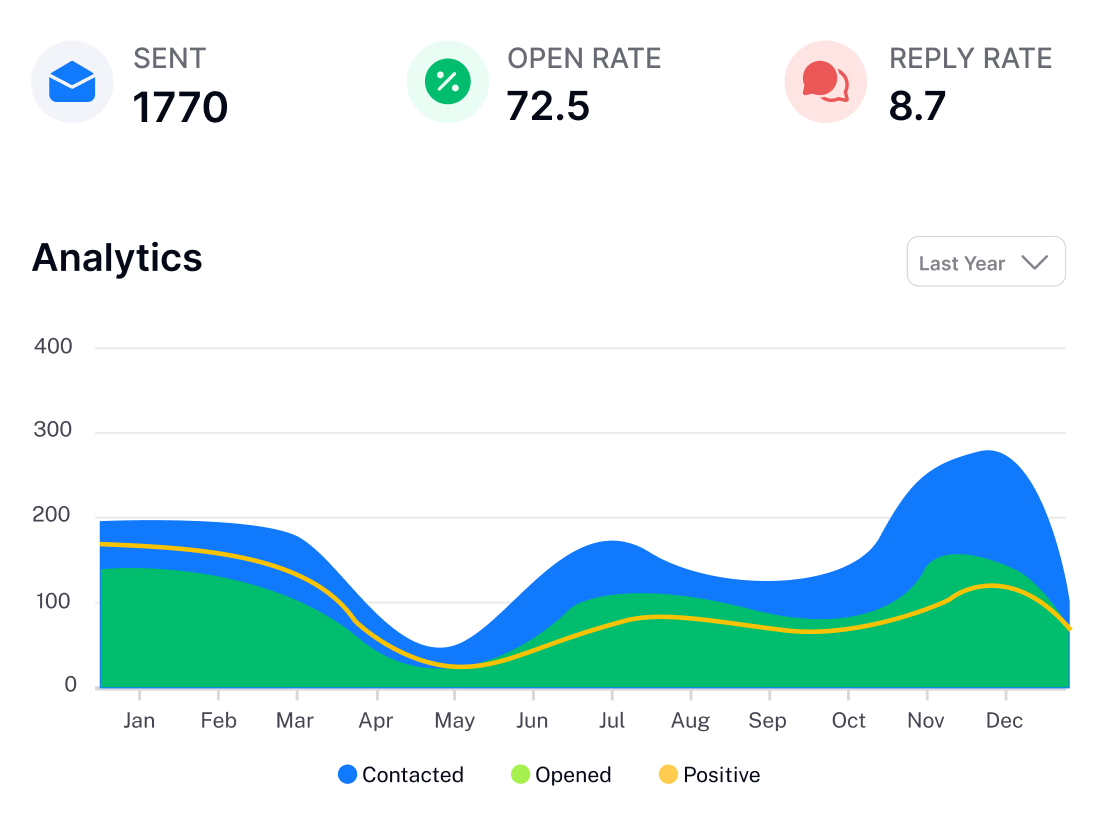 SENT
1770
OPEN RATE
72.5
REPLY RATE
8.7
Analytics
Last Year
400
300
200
100
0
Jan Feb Mar Apr May Jun Jul Aug Sep Oct Nov Dec
Contacted Opened Positive